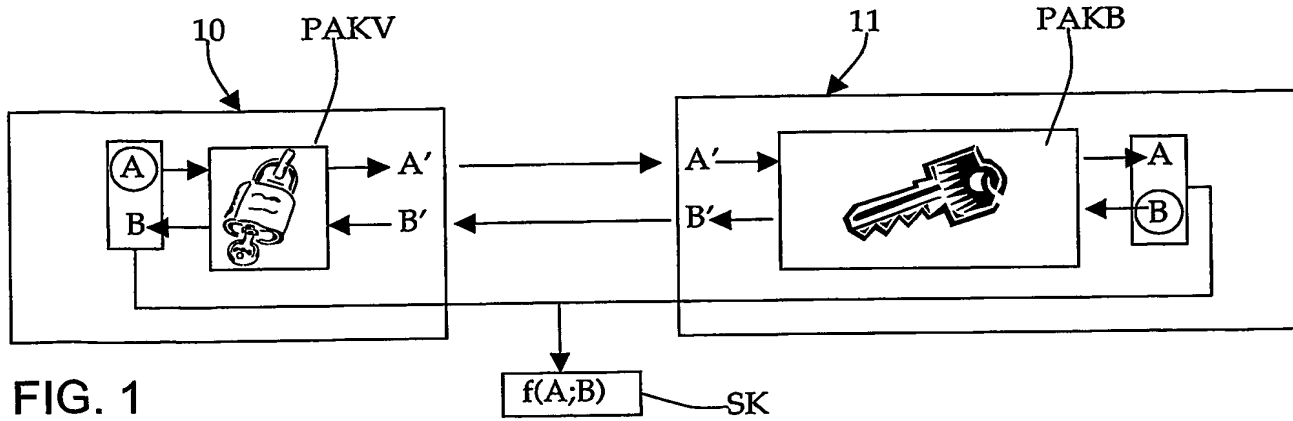 10 PAKV 11 PAKB
A A′ A′ A
B B′ B′ B
f(A;B) SK
FIG. 1